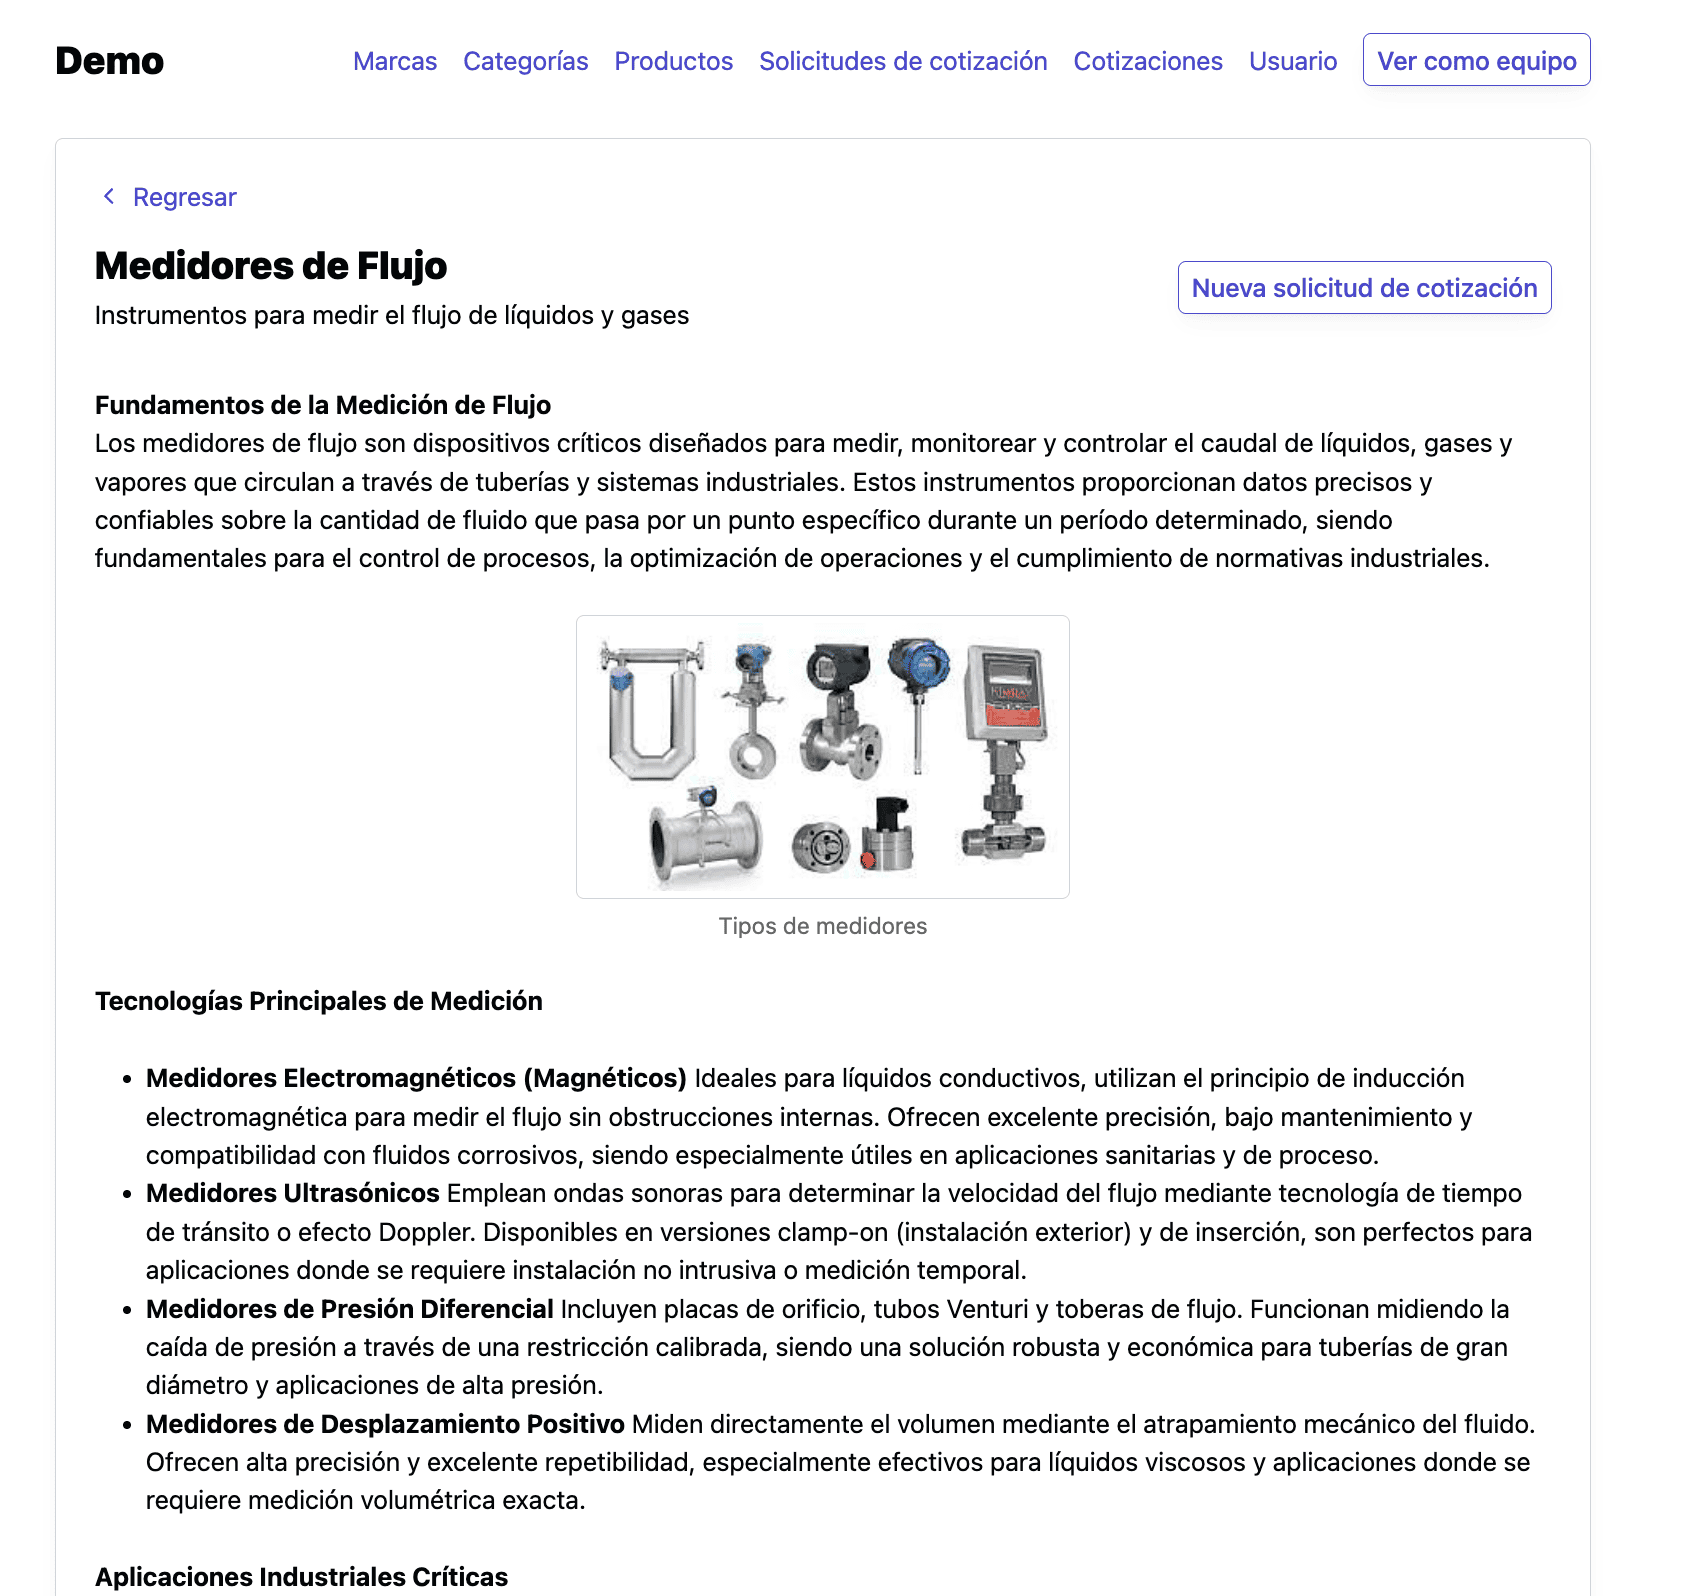 Demo
Marcas
Categorías
Productos
Solicitudes de cotización
Cotizaciones
Usuario
Ver como equipo
Regresar
Medidores de Flujo
Nueva solicitud de cotización
Instrumentos para medir el flujo de líquidos y gases
Fundamentos de la Medición de Flujo
Los medidores de flujo son dispositivos críticos diseñados para medir, monitorear y controlar el caudal de líquidos, gases y
vapores que circulan a través de tuberías y sistemas industriales. Estos instrumentos proporcionan datos precisos y
confiables sobre la cantidad de fluido que pasa por un punto específico durante un período determinado, siendo
fundamentales para el control de procesos, la optimización de operaciones y el cumplimiento de normativas industriales.
Tipos de medidores
Tecnologías Principales de Medición
• Medidores Electromagnéticos (Magnéticos) Ideales para líquidos conductivos, utilizan el principio de inducción
electromagnética para medir el flujo sin obstrucciones internas. Ofrecen excelente precisión, bajo mantenimiento y
compatibilidad con fluidos corrosivos, siendo especialmente útiles en aplicaciones sanitarias y de proceso.
• Medidores Ultrasónicos Emplean ondas sonoras para determinar la velocidad del flujo mediante tecnología de tiempo
de tránsito o efecto Doppler. Disponibles en versiones clamp-on (instalación exterior) y de inserción, son perfectos para
aplicaciones donde se requiere instalación no intrusiva o medición temporal.
• Medidores de Presión Diferencial Incluyen placas de orificio, tubos Venturi y toberas de flujo. Funcionan midiendo la
caída de presión a través de una restricción calibrada, siendo una solución robusta y económica para tuberías de gran
diámetro y aplicaciones de alta presión.
• Medidores de Desplazamiento Positivo Miden directamente el volumen mediante el atrapamiento mecánico del fluido.
Ofrecen alta precisión y excelente repetibilidad, especialmente efectivos para líquidos viscosos y aplicaciones donde se
requiere medición volumétrica exacta.
Aplicaciones Industriales Críticas